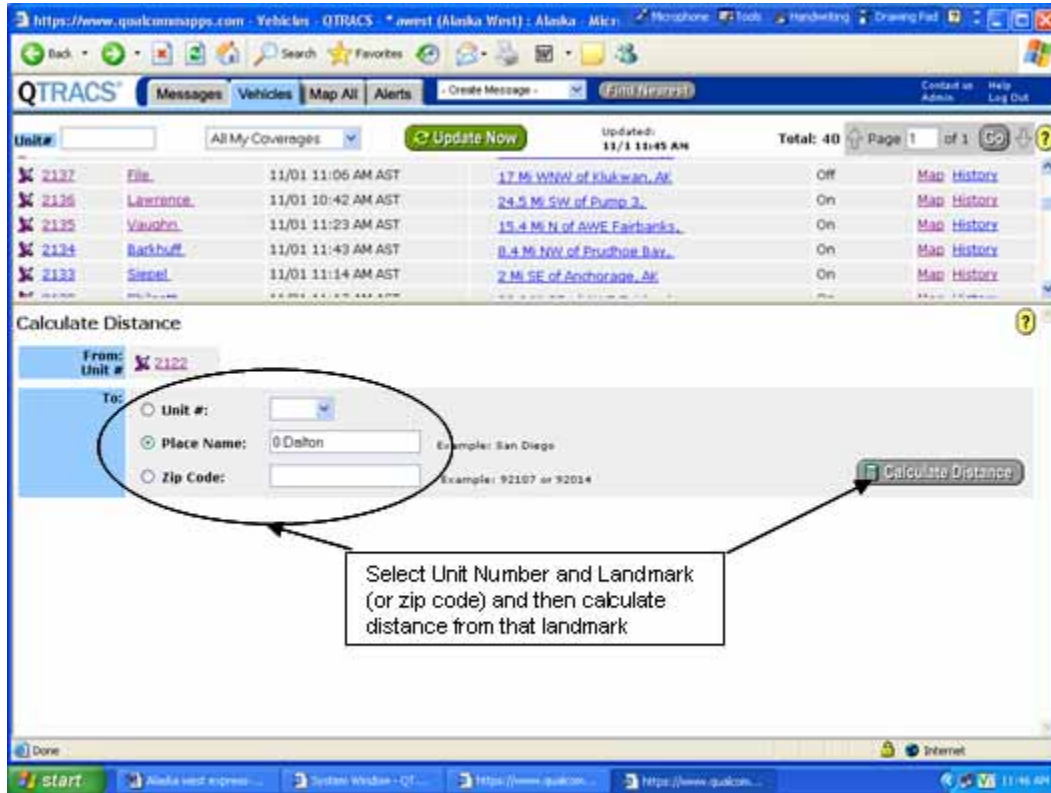 https://www.qualcommapps.com - Vehicles - QTRACS - * awest (Alaska West) : Alaska - Micr
Microphone Tools Handwriting Drawing Pad
Back Search Favorites
QTRACS Messages Vehicles Map All Alerts - Create Message - Find Nearest Contact us Help
Admin Log Out
Unit# All My Coverages Update Now Updated: 11/1 11:45 AM Total: 40 Page 1 of 1 Go ?
2137 File, 11/01 11:06 AM AST 17 Mi WNW of Klukwan, AK Off Map History
2136 Lawrence, 11/01 10:42 AM AST 24.5 Mi SW of Pump 3, On Map History
2135 Vaughn, 11/01 11:23 AM AST 15.4 Mi N of AWE Fairbanks, On Map History
2134 Barkhuff, 11/01 11:43 AM AST 8.4 Mi NW of Prudhoe Bay, On Map History
2133 Siepel, 11/01 11:14 AM AST 2 Mi SE of Anchorage, AK On Map History
Calculate Distance ?
From: Unit # 2122
To:
Unit #:
Place Name: 0 Dalton Example: San Diego
Zip Code: Example: 92107 or 92014
Calculate Distance
Select Unit Number and Landmark
(or zip code) and then calculate
distance from that landmark
Done Internet
start Alaska west express ... System Window - QT... https://www.qualcom... https://www.qualcom... 11:46 AM